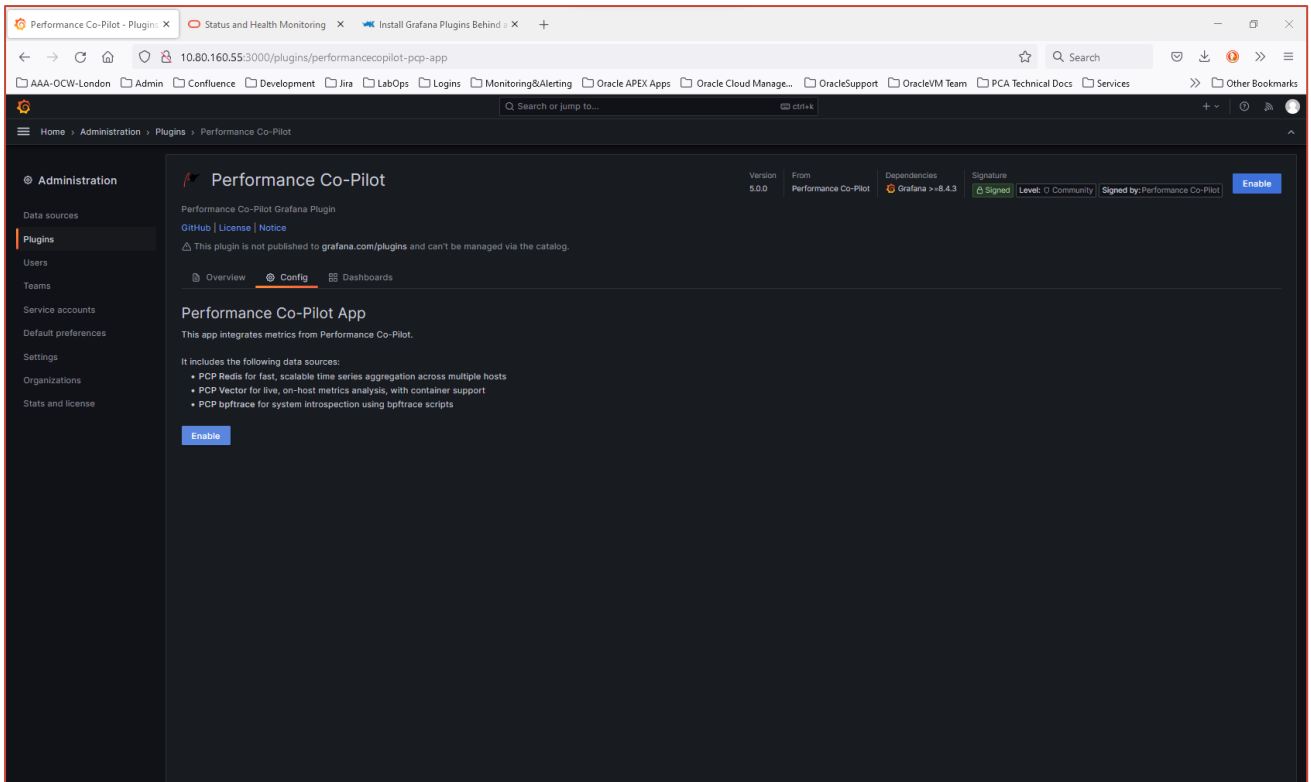 Performance Co-Pilot - Plugins
Status and Health Monitoring
Install Grafana Plugins Behind a
10.80.160.55:3000/plugins/performancecopilot-pcp-app
Search
AAA-OCW-London Admin Confluence Development Jira LabOps Logins Monitoring&Alerting Oracle APEX Apps Oracle Cloud Manage... OracleSupport OracleVM Team PCA Technical Docs Services Other Bookmarks
Search or jump to... ctrl+k
Home › Administration › Plugins › Performance Co-Pilot
Administration
Data sources
Plugins
Users
Teams
Service accounts
Default preferences
Settings
Organizations
Stats and license
Performance Co-Pilot
Version From Dependencies Signature
5.0.0 Performance Co-Pilot Grafana >=8.4.3 Signed Level: Community Signed by: Performance Co-Pilot
Enable
Performance Co-Pilot Grafana Plugin
GitHub | License | Notice
This plugin is not published to grafana.com/plugins and can't be managed via the catalog.
Overview Config Dashboards
Performance Co-Pilot App
This app integrates metrics from Performance Co-Pilot.
It includes the following data sources:
• PCP Redis for fast, scalable time series aggregation across multiple hosts
• PCP Vector for live, on-host metrics analysis, with container support
• PCP bpftrace for system introspection using bpftrace scripts
Enable